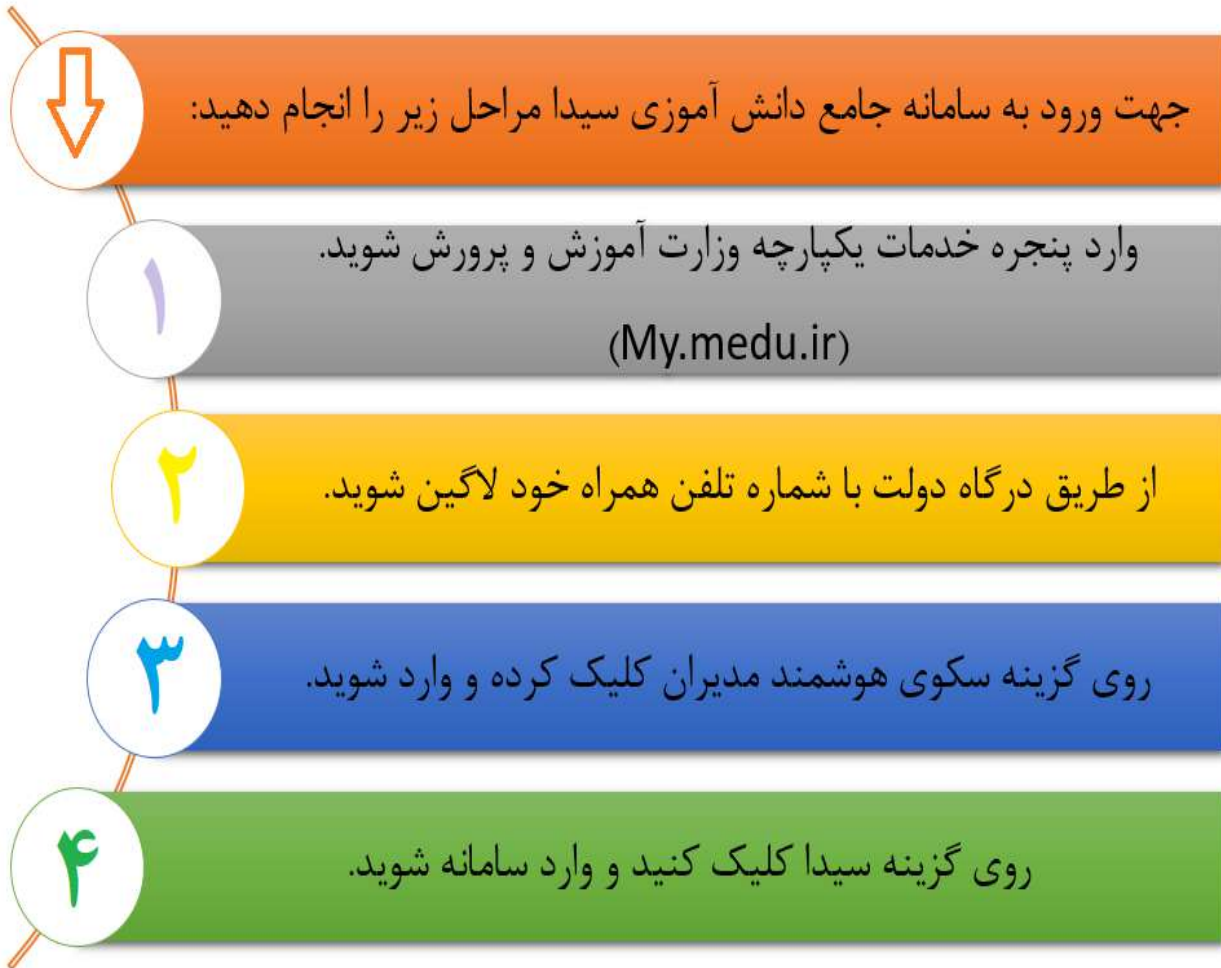 جهت ورود به سامانه جامع دانش آموزی سیدا مراحل زیر را انجام دهید:
۱
وارد پنجره خدمات یکپارچه وزارت آموزش و پرورش شوید.
(My.medu.ir)
۲
از طریق درگاه دولت با شماره تلفن همراه خود لاگین شوید.
۳
روی گزینه سکوی هوشمند مدیران کلیک کرده و وارد شوید.
۴
روی گزینه سیدا کلیک کنید و وارد سامانه شوید.